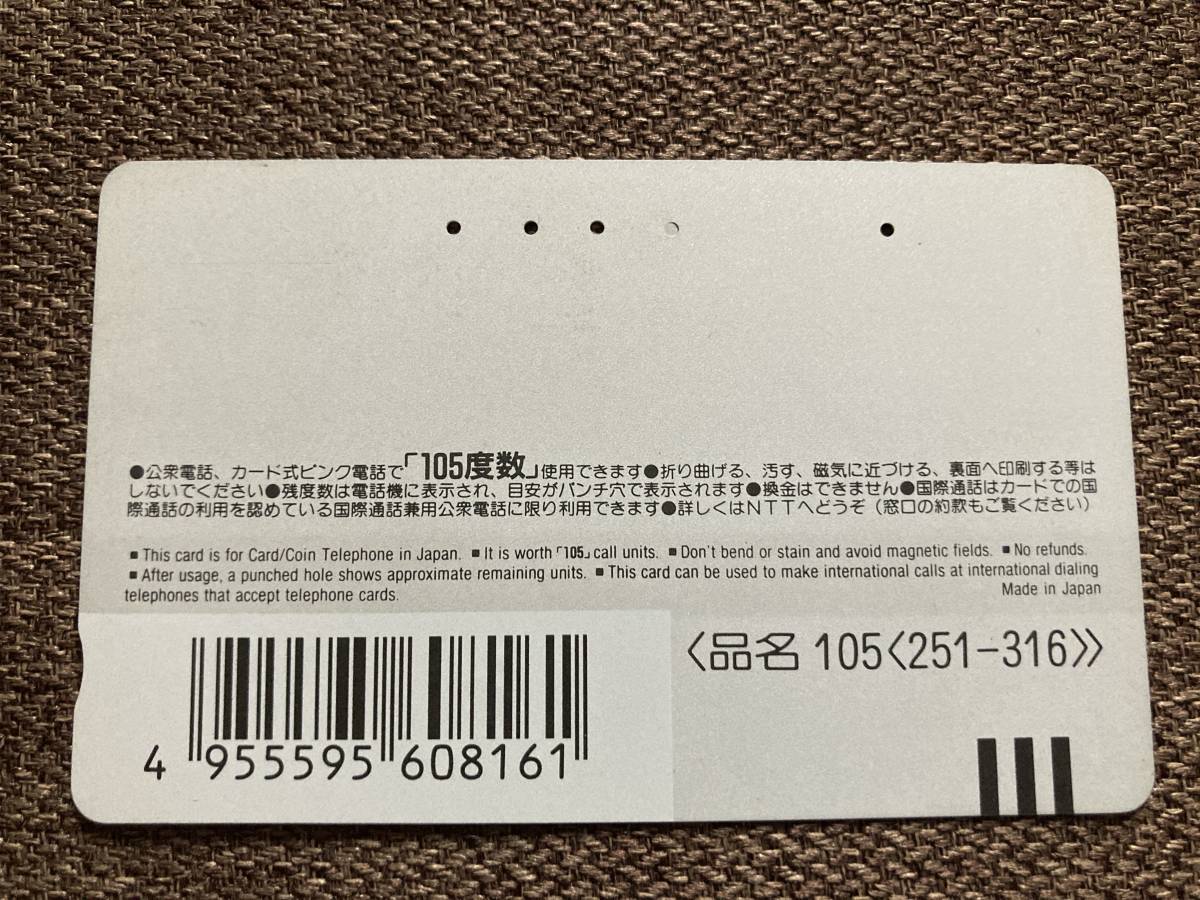 ●公衆電話、カード式ピンク電話で「105度数」使用できます●折り曲げる、汚す、磁気に近づける、裏面へ印刷する等は
しないでください●残度数は電話機に表示され、目安がパンチ穴で表示されます●換金はできません●国際通話はカードでの国
際通話の利用を認めている国際通話兼用公衆電話に限り利用できます●詳しくはNTTへどうぞ（窓口の約款もご覧ください）
■ This card is for Card/Coin Telephone in Japan. ■ It is worth「105」call units. ■ Don't bend or stain and avoid magnetic fields. ■ No refunds.
■ After usage, a punched hole shows approximate remaining units. ■ This card can be used to make international calls at international dialing
telephones that accept telephone cards. Made in Japan
〈品名 105〈251-316〉〉
4 955595 608161